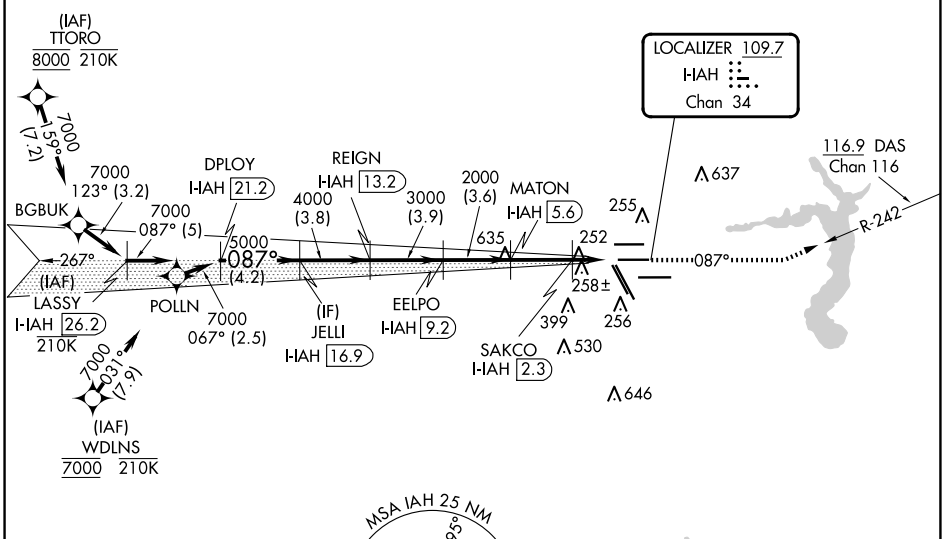 (IAF)
TTORO
8000 210K
7000
159°
(7.2)
LOCALIZER 109.7
I-IAH
Chan 34
116.9 DAS
Chan 116
R-242
637
DPLOY
I-IAH 21.2
REIGN
I-IAH 13.2
7000
123° (3.2)
4000
(3.8)
3000
(3.9)
2000
(3.6)
MATON
I-IAH 5.6
255
BGBUK
7000
087° (5)
635
252
267°
5000
087°
(4.2)
087°
(IAF)
LASSY
I-IAH 26.2
210K
POLLN
7000
067° (2.5)
(IF)
JELLI
I-IAH 16.9
EELPO
I-IAH 9.2
258±
399
256
SAKCO
I-IAH 2.3
530
646
7000
031°
(7.9)
(IAF)
WDLNS
7000 210K
MSA IAH 25 NM
95°